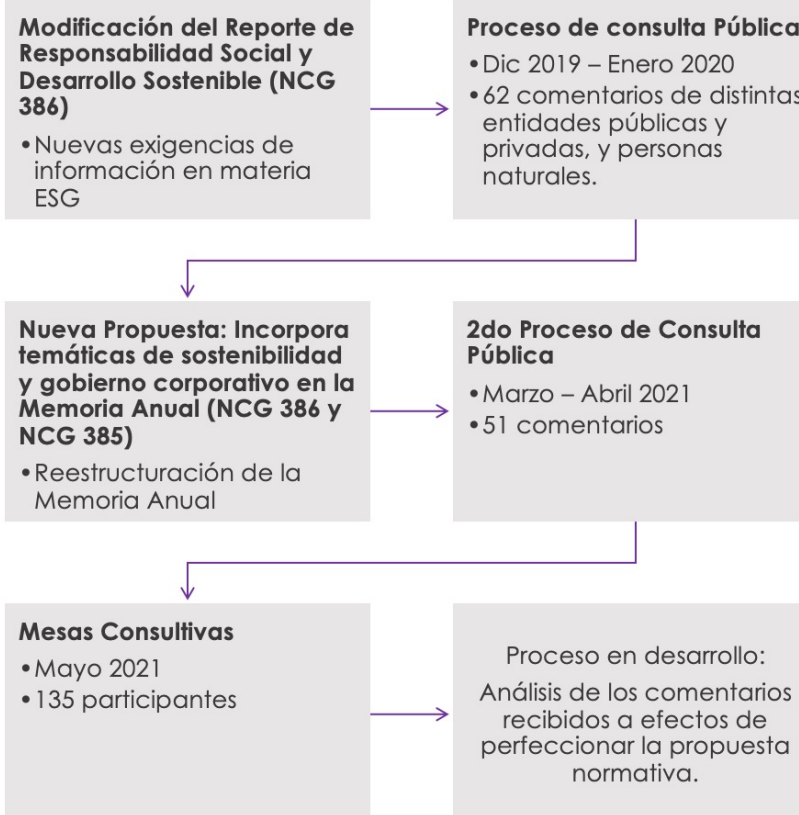 Modificación del Reporte de
Responsabilidad Social y
Desarrollo Sostenible (NCG
386)
•Nuevas exigencias de
información en materia
ESG
Proceso de consulta Pública
•Dic 2019 – Enero 2020
•62 comentarios de distintas
entidades públicas y
privadas, y personas
naturales.
Nueva Propuesta: Incorpora
temáticas de sostenibilidad
y gobierno corporativo en la
Memoria Anual (NCG 386 y
NCG 385)
•Reestructuración de la
Memoria Anual
2do Proceso de Consulta
Pública
•Marzo – Abril 2021
•51 comentarios
Mesas Consultivas
•Mayo 2021
•135 participantes
Proceso en desarrollo:
Análisis de los comentarios
recibidos a efectos de
perfeccionar la propuesta
normativa.